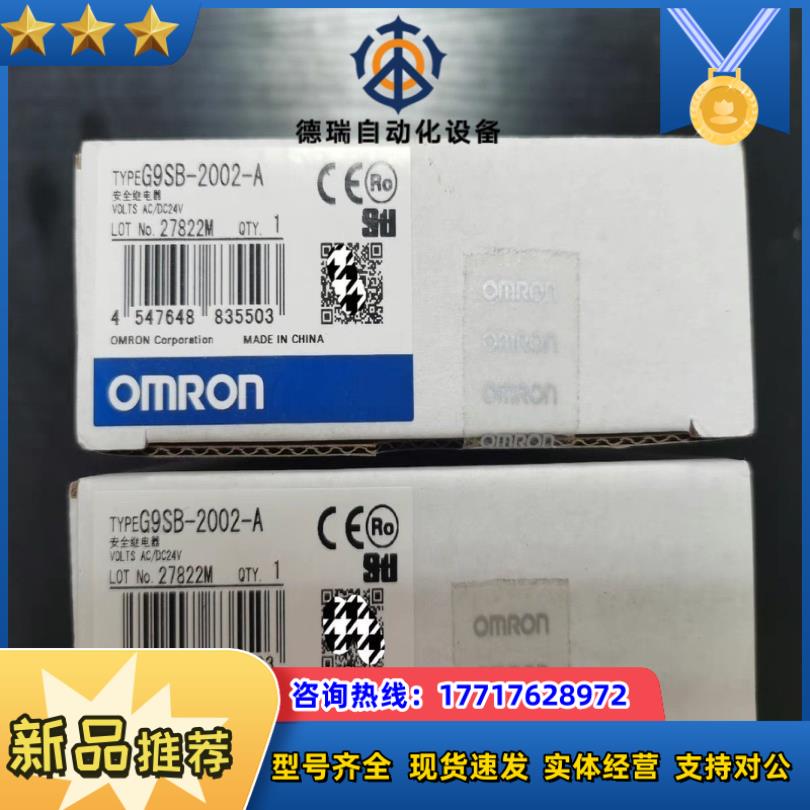 德瑞自动化设备
TYPE G9SB-2002-A
安全继电器
VOLTS AC/DC24V
LOT No. 27822M QTY. 1
4 547648 835503
OMRON Corporation MADE IN CHINA
OMRON
OMRON
OMRON
OMRON
OMRON
TYPE G9SB-2002-A
安全继电器
VOLTS AC/DC24V
LOT No. 27822M QTY. 1
OMRON
咨询热线：17717628972
新品推荐
型号齐全 现货速发 实体经营 支持对公